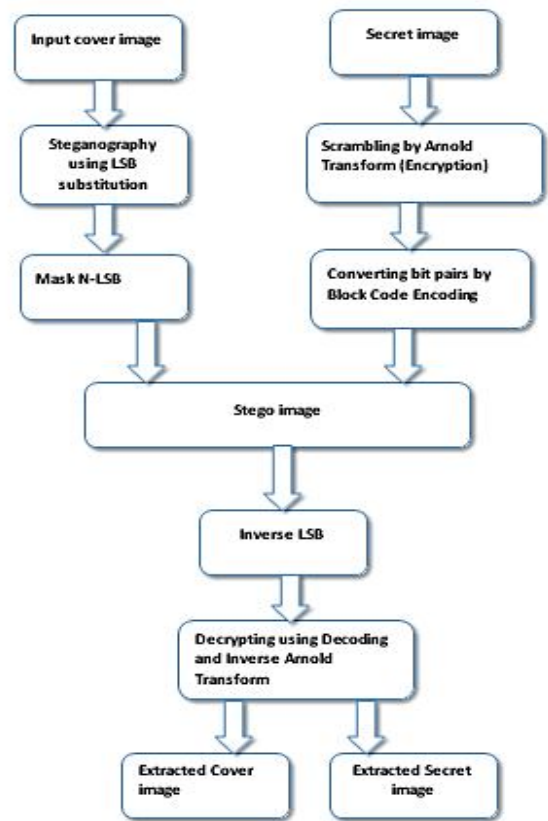 Input cover image
Secret image
Steganography
using LSB
substitution
Scrambling by Arnold
Transform (Encryption)
Mask N-LSB
Converting bit pairs by
Block Code Encoding
Stego image
Inverse LSB
Decrypting using Decoding
and Inverse Arnold
Transform
Extracted Cover
image
Extracted Secret
image